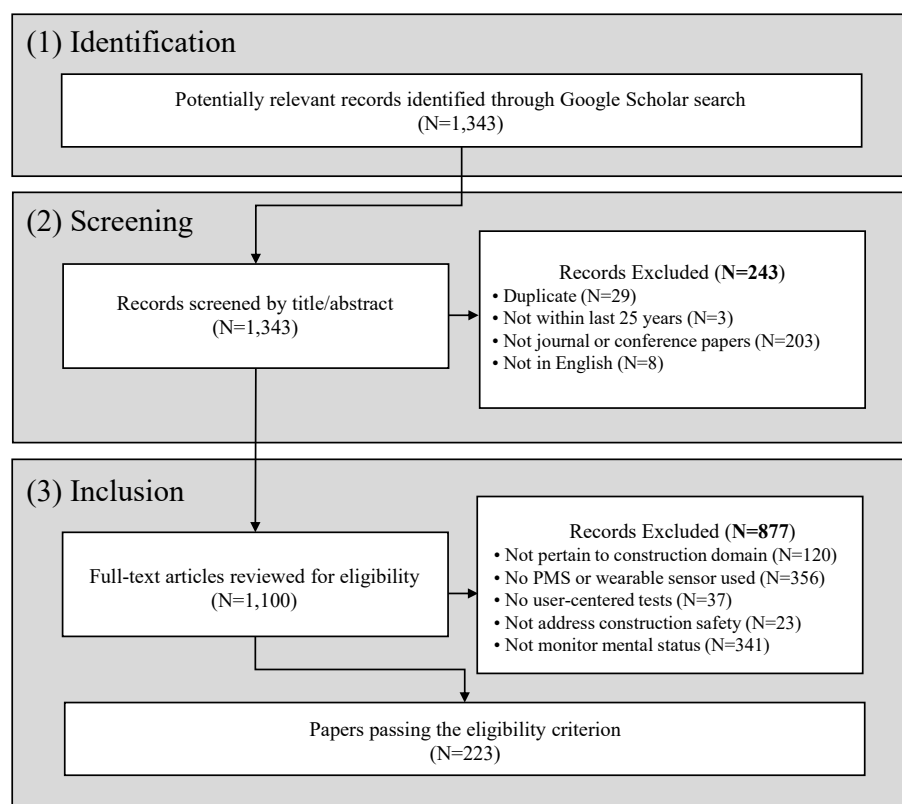 (1) Identification
Potentially relevant records identified through Google Scholar search
(N=1,343)
(2) Screening
Records screened by title/abstract
(N=1,343)
Records Excluded (N=243)
• Duplicate (N=29)
• Not within last 25 years (N=3)
• Not journal or conference papers (N=203)
• Not in English (N=8)
(3) Inclusion
Full-text articles reviewed for eligibility
(N=1,100)
Records Excluded (N=877)
• Not pertain to construction domain (N=120)
• No PMS or wearable sensor used (N=356)
• No user-centered tests (N=37)
• Not address construction safety (N=23)
• Not monitor mental status (N=341)
Papers passing the eligibility criterion
(N=223)